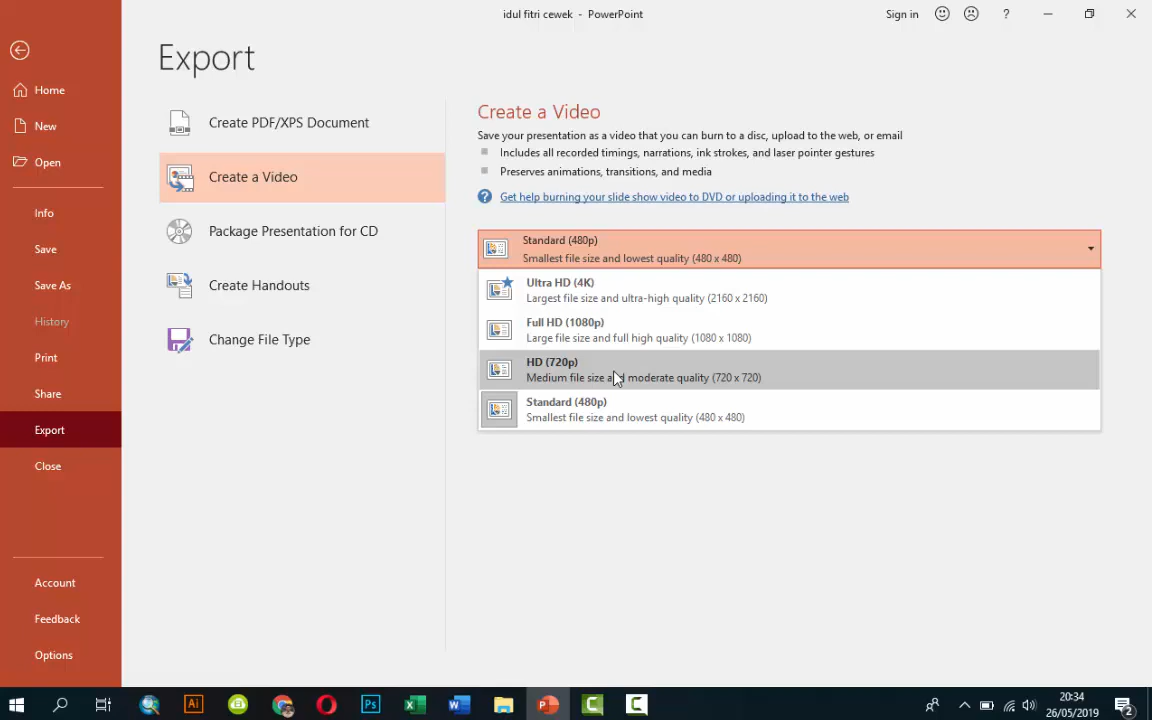 idul fitri cewek - PowerPoint
Sign in
?
Export
Home
New
Open
Info
Save
Save As
History
Print
Share
Export
Close
Account
Feedback
Options
Create PDF/XPS Document
Create a Video
Package Presentation for CD
Create Handouts
Change File Type
Create a Video
Save your presentation as a video that you can burn to a disc, upload to the web, or email
Includes all recorded timings, narrations, ink strokes, and laser pointer gestures
Preserves animations, transitions, and media
? Get help burning your slide show video to DVD or uploading it to the web
Standard (480p)
Smallest file size and lowest quality (480 x 480)
Ultra HD (4K)
Largest file size and ultra-high quality (2160 x 2160)
Full HD (1080p)
Large file size and full high quality (1080 x 1080)
HD (720p)
Medium file size and moderate quality (720 x 720)
Standard (480p)
Smallest file size and lowest quality (480 x 480)
Ai
Ps
20:34
26/05/2019
2